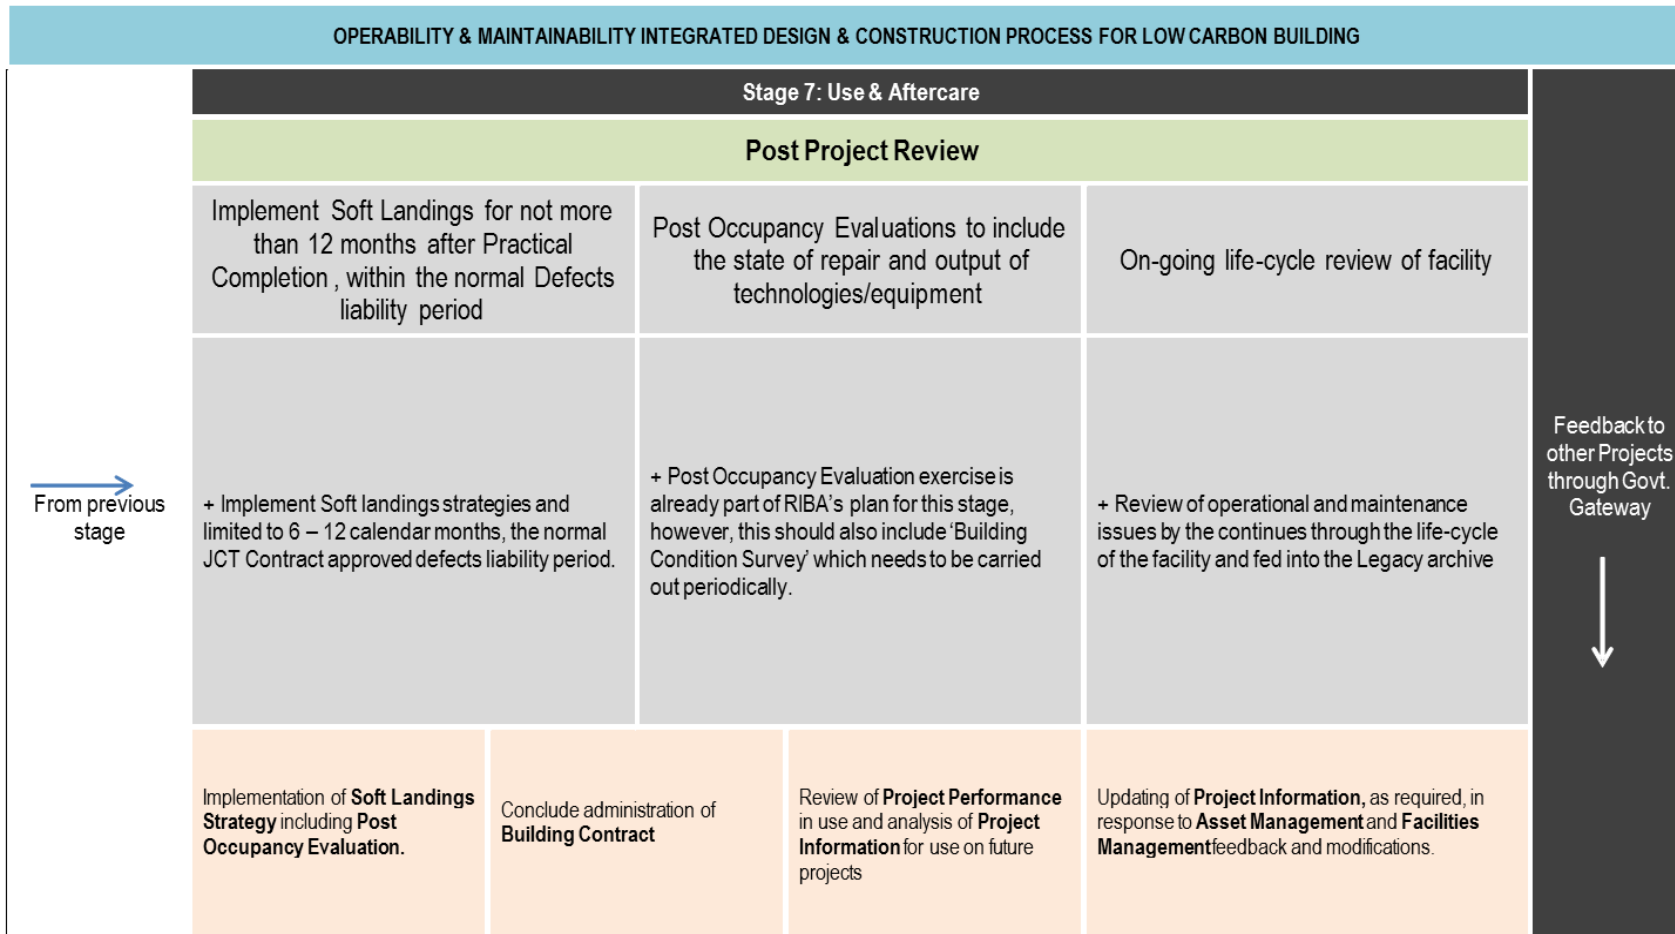 OPERABILITY & MAINTAINABILITY INTEGRATED DESIGN & CONSTRUCTION PROCESS FOR LOW CARBON BUILDING
Stage 7: Use & Aftercare
Post Project Review
Implement Soft Landings for not more
than 12 months after Practical
Completion , within the normal Defects
liability period
Post Occupancy Evaluations to include
the state of repair and output of
technologies/equipment
On-going life-cycle review of facility
From previous
stage
+ Implement Soft landings strategies and
limited to 6 – 12 calendar months, the normal
JCT Contract approved defects liability period.
+ Post Occupancy Evaluation exercise is
already part of RIBA’s plan for this stage,
however, this should also include ‘Building
Condition Survey’ which needs to be carried
out periodically.
+ Review of operational and maintenance
issues by the continues through the life-cycle
of the facility and fed into the Legacy archive
Feedback to
other Projects
through Govt.
Gateway
Implementation of Soft Landings
Strategy including Post
Occupancy Evaluation.
Conclude administration of
Building Contract
Review of Project Performance
in use and analysis of Project
Information for use on future
projects
Updating of Project Information, as required, in
response to Asset Management and Facilities
Management feedback and modifications.